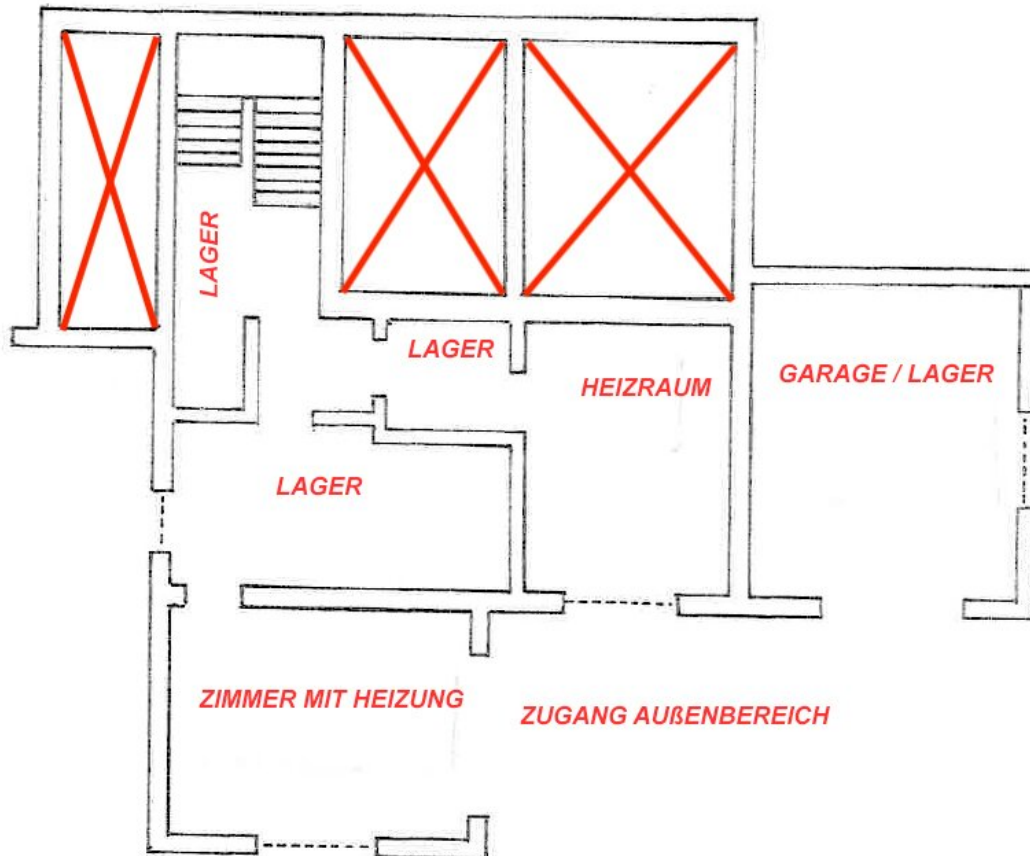 LAGER
LAGER
HEIZRAUM
GARAGE / LAGER
LAGER
ZIMMER MIT HEIZUNG
ZUGANG AUßENBEREICH